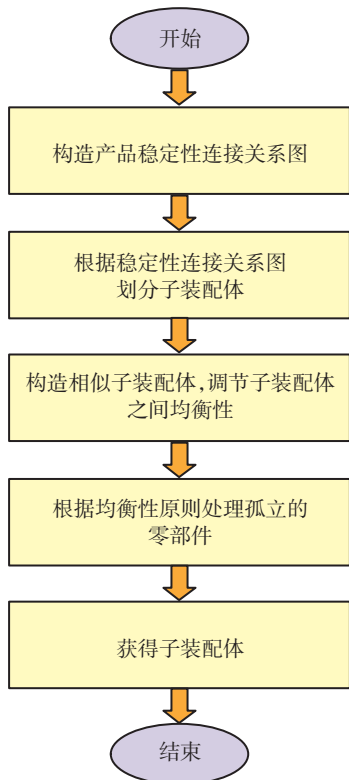 开始
构造产品稳定性连接关系图
根据稳定性连接关系图
划分子装配体
构造相似子装配体,调节子装配体
之间均衡性
根据均衡性原则处理孤立的
零部件
获得子装配体
结束